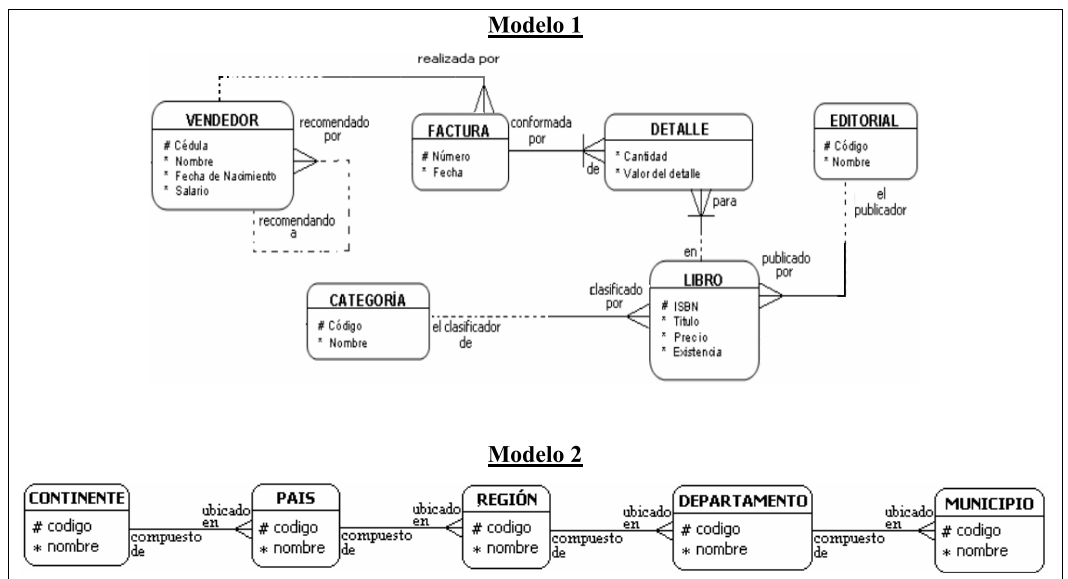 Modelo 1
realizada por
VENDEDOR
# Cédula
* Nombre
* Fecha de Nacimiento
* Salario
recomendado
por
recomendando
a
FACTURA
# Número
* Fecha
conformada
por
de
DETALLE
* Cantidad
* Valor del detalle
para
en
EDITORIAL
# Código
* Nombre
el
publicador
publicado
por
LIBRO
# ISBN
* Titulo
* Precio
* Existencia
clasificado
por
CATEGORÍA
# Código
* Nombre
el clasificador
de
Modelo 2
CONTINENTE
# codigo
* nombre
compuesto
de
ubicado
en
PAIS
# codigo
* nombre
compuesto
de
ubicado
en
REGIÓN
# codigo
* nombre
compuesto
de
ubicado
en
DEPARTAMENTO
# codigo
* nombre
compuesto
de
ubicado
en
MUNICIPIO
# codigo
* nombre